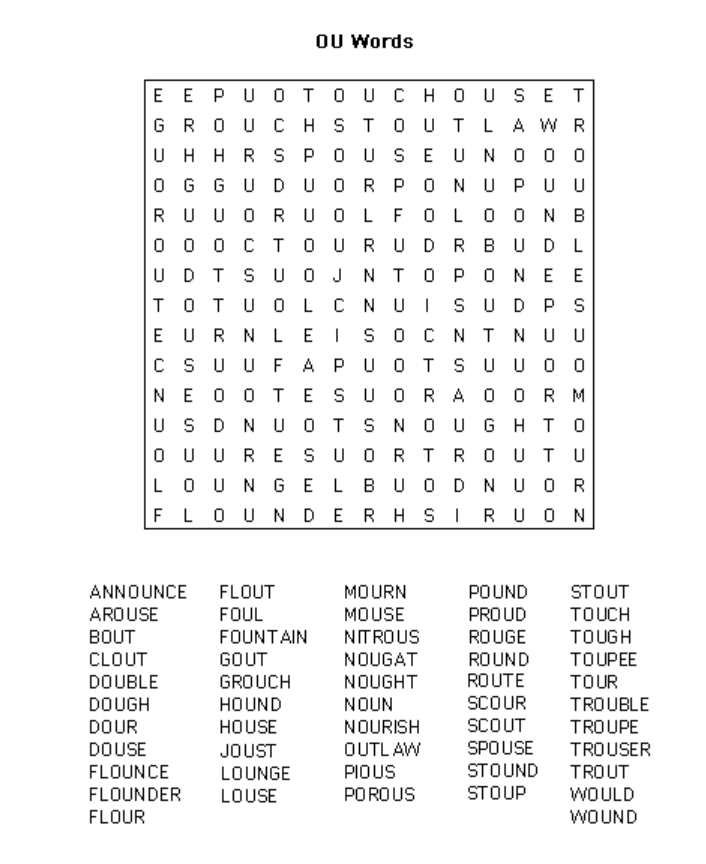 OU Words
E E P U O T O U C H O U S E T
G R O U C H S T O U T L A W R
U H H R S P O U S E U N O O O
O G G U D U O R P O N U P U U
R U U O R U O L F O L O O N B
O O O C T O U R U D R B U D L
U D T S U O J N T O P O N E E
T O T U O L C N U I S U D P S
E U R N L E I S O C N T N U U
C S U U F A P U O T S U U O O
N E O O T E S U O R A O O R M
U S D N U O T S N O U G H T O
O U U R E S U O R T R O U T U
L O U N G E L B U O D N U O R
F L O U N D E R H S I R U O N
ANNOUNCE FLOUT MOURN POUND STOUT
AROUSE FOUL MOUSE PROUD TOUCH
BOUT FOUNTAIN NITROUS ROUGE TOUGH
CLOUT GOUT NOUGAT ROUND TOUPEE
DOUBLE GROUCH NOUGHT ROUTE TOUR
DOUGH HOUND NOUN SCOUR TROUBLE
DOUR HOUSE NOURISH SCOUT TROUPE
DOUSE JOUST OUTLAW SPOUSE TROUSER
FLOUNCE LOUNGE PIOUS STOUND TROUT
FLOUNDER LOUSE POROUS STOUP WOULD
FLOUR WOUND